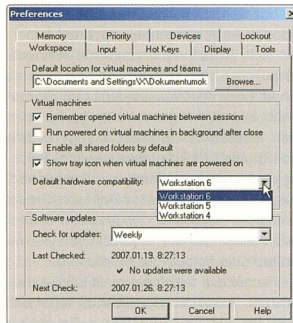 Preferences
Memory Priority Devices Lockout
Workspace Input Hot Keys Display Tools
Default location for virtual machines and teams
C:\Documents and Settings\X\Dokumentumok Browse...
Virtual machines
Remember opened virtual machines between sessions
Run powered on virtual machines in background after close
Enable all shared folders by default
Show tray icon when virtual machines are powered on
Default hardware compatibility: Workstation 6
Workstation 6
Workstation 5
Workstation 4
Software updates
Check for updates: Weekly
Last Checked: 2007.01.19. 8:27:13
No updates were available
Next Check: 2007.01.26. 8:27:13
OK Cancel Help